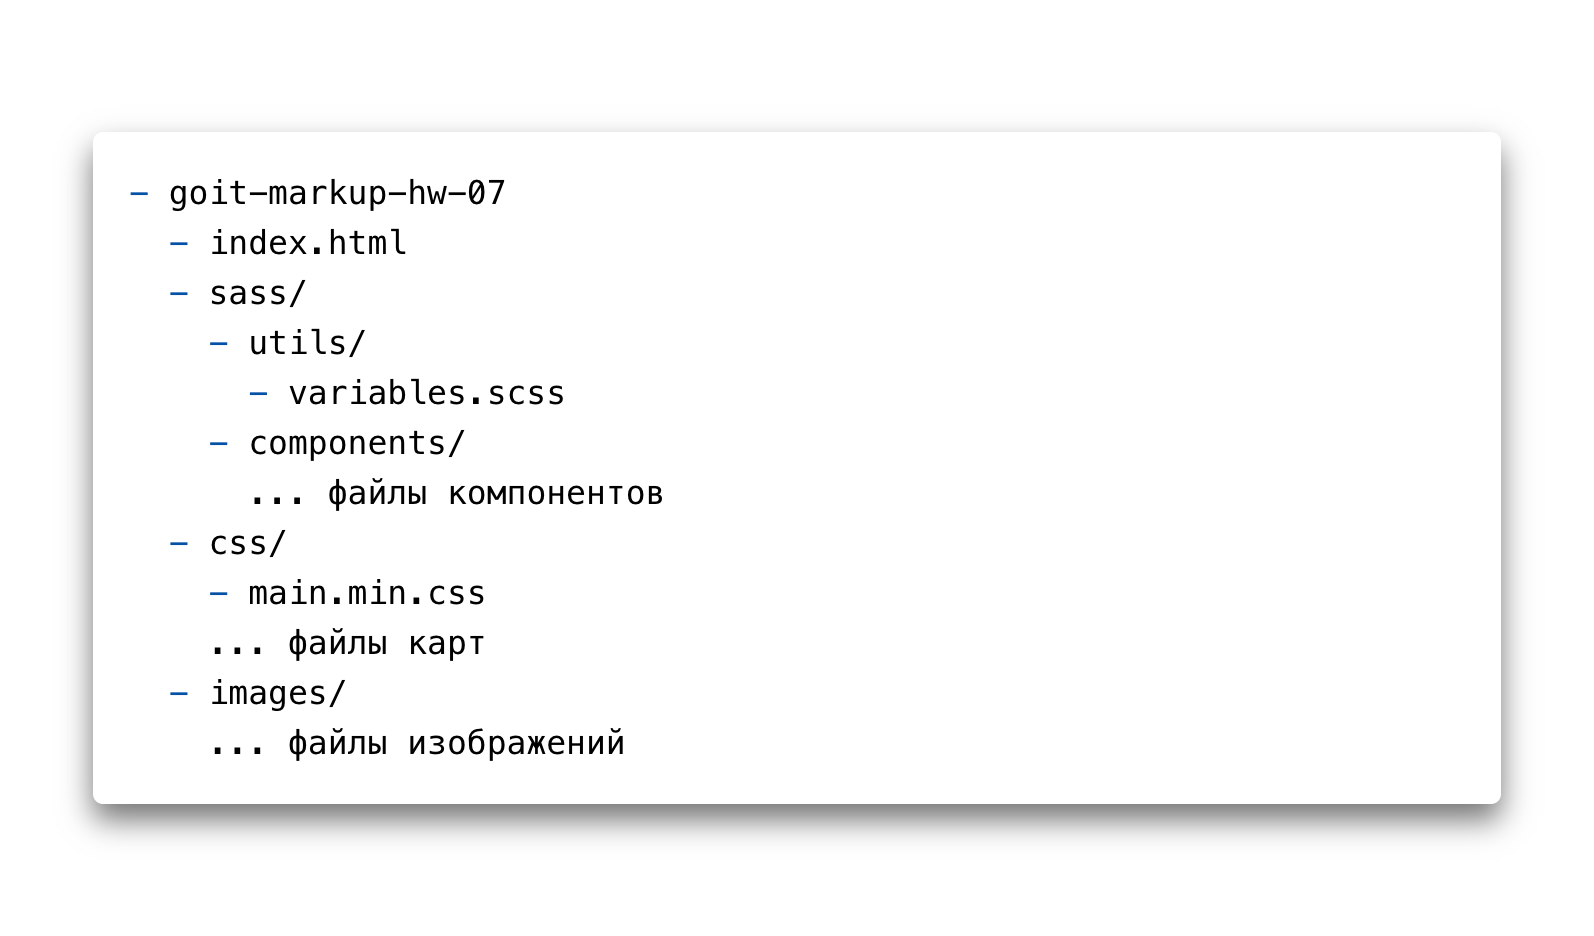 - goit-markup-hw-07
- index.html
- sass/
- utils/
- variables.scss
- components/
... файлы компонентов
- css/
- main.min.css
... файлы карт
- images/
... файлы изображений